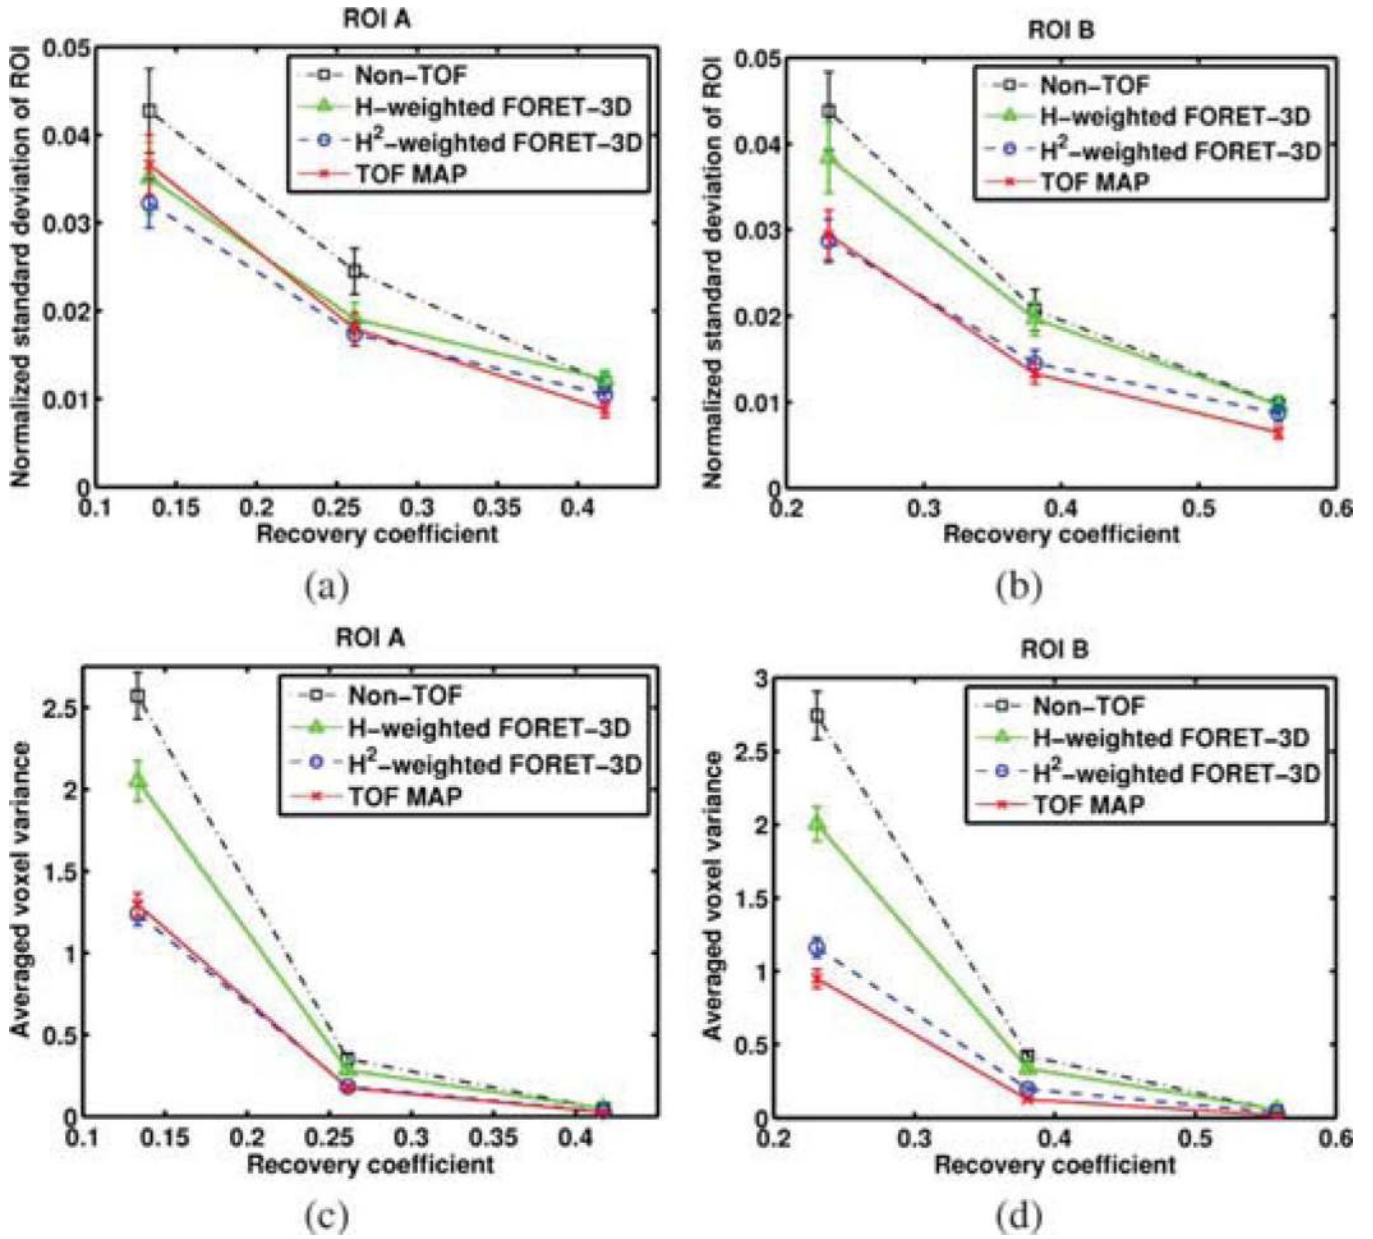 ROI A
Normalized standard deviation of ROI
0.05
0.04
0.03
0.02
0.01
0
Non−TOF
H−weighted FORET−3D
H²−weighted FORET−3D
TOF MAP
0.1 0.15 0.2 0.25 0.3 0.35 0.4
Recovery coefficient
(a)
ROI B
Normalized standard deviation of ROI
0.05
0.04
0.03
0.02
0.01
0
Non−TOF
H−weighted FORET−3D
H²−weighted FORET−3D
TOF MAP
0.2 0.3 0.4 0.5 0.6
Recovery coefficient
(b)
ROI A
Averaged voxel variance
2.5
2
1.5
1
0.5
0
Non−TOF
H−weighted FORET−3D
H²−weighted FORET−3D
TOF MAP
0.1 0.15 0.2 0.25 0.3 0.35 0.4
Recovery coefficient
(c)
ROI B
Averaged voxel variance
3
2.5
2
1.5
1
0.5
0
Non−TOF
H−weighted FORET−3D
H²−weighted FORET−3D
TOF MAP
0.2 0.3 0.4 0.5 0.6
Recovery coefficient
(d)